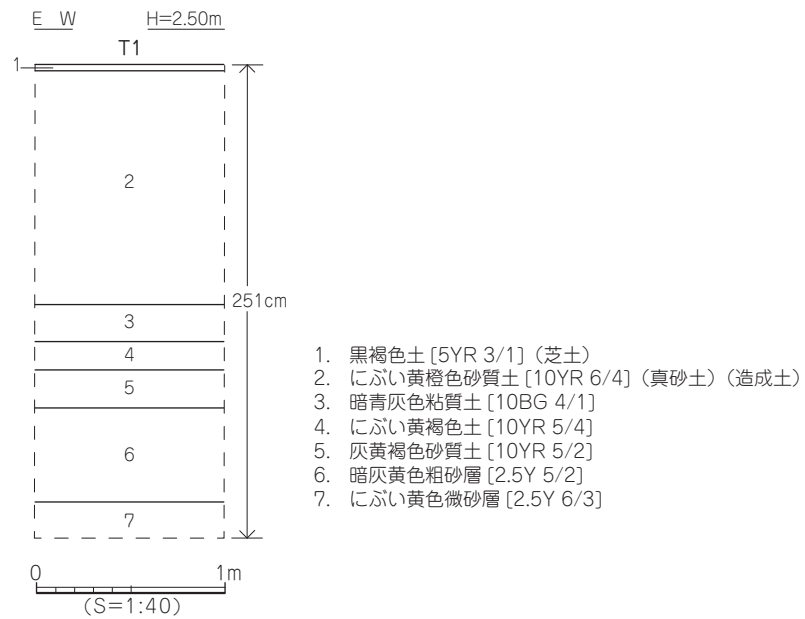 E W H=2.50m
T1
1
2
251cm
3
4
5
6
7
1. 黒褐色土 [5YR 3/1]（芝土）
2. にぶい黄橙色砂質土 [10YR 6/4]（真砂土）（造成土）
3. 暗青灰色粘質土 [10BG 4/1]
4. にぶい黄褐色土 [10YR 5/4]
5. 灰黄褐色砂質土 [10YR 5/2]
6. 暗灰黄色粗砂層 [2.5Y 5/2]
7. にぶい黄色微砂層 [2.5Y 6/3]
0 1m
(S=1:40)